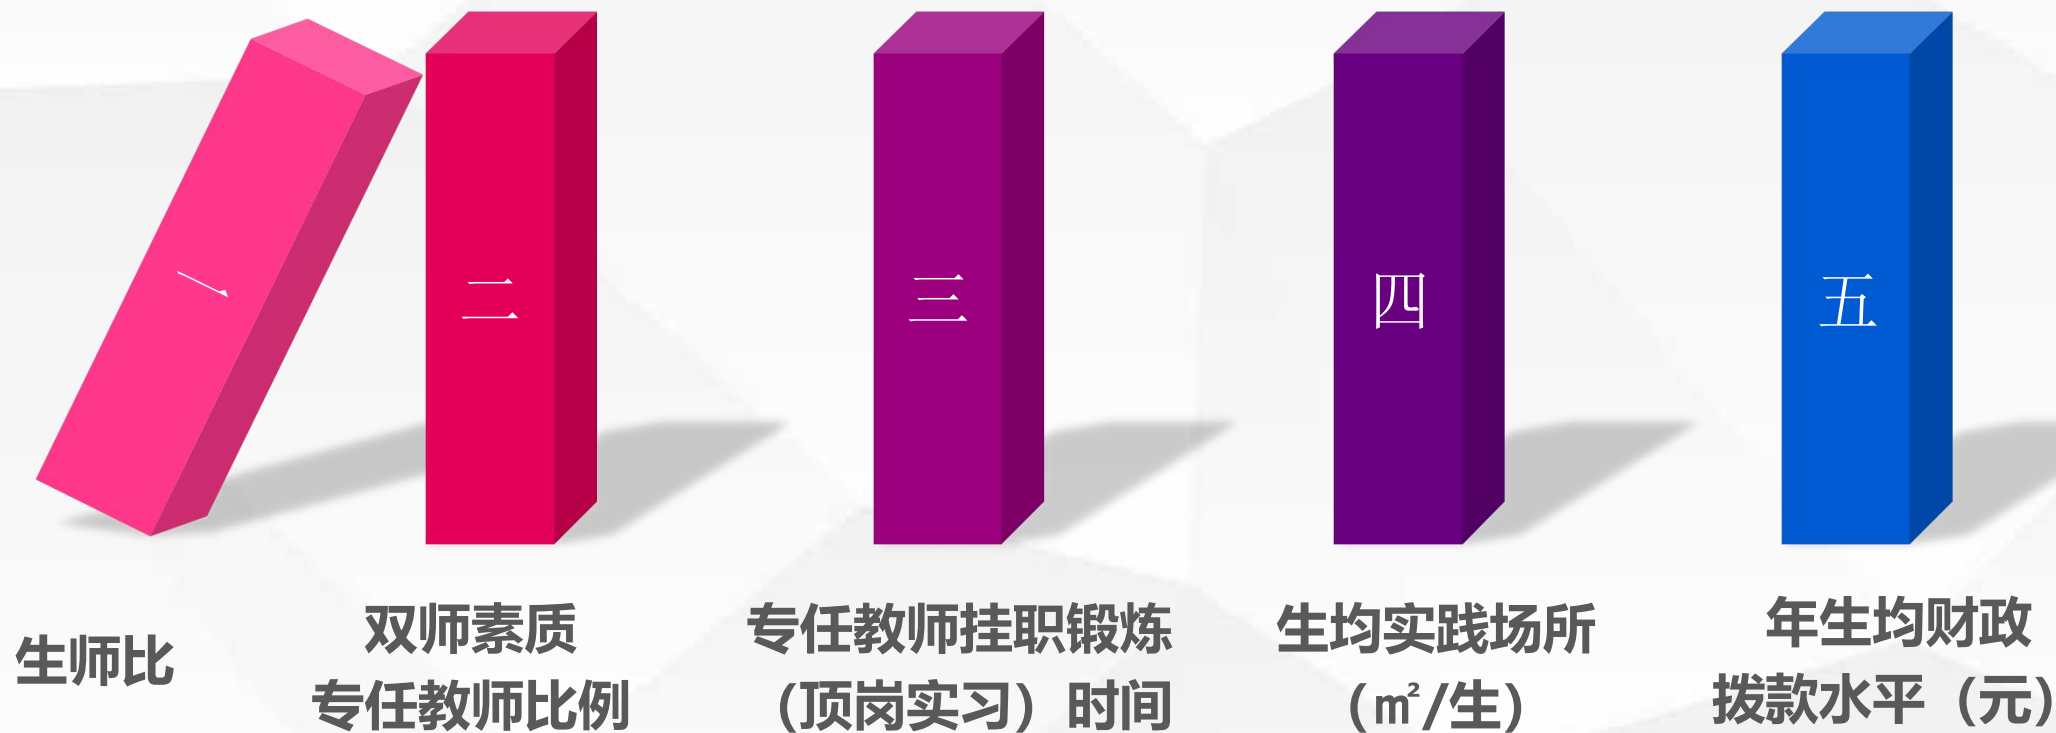 一
二
三
四
五
生师比
双师素质
专任教师比例
专任教师挂职锻炼
（顶岗实习）时间
生均实践场所
（㎡/生）
年生均财政
拨款水平（元）